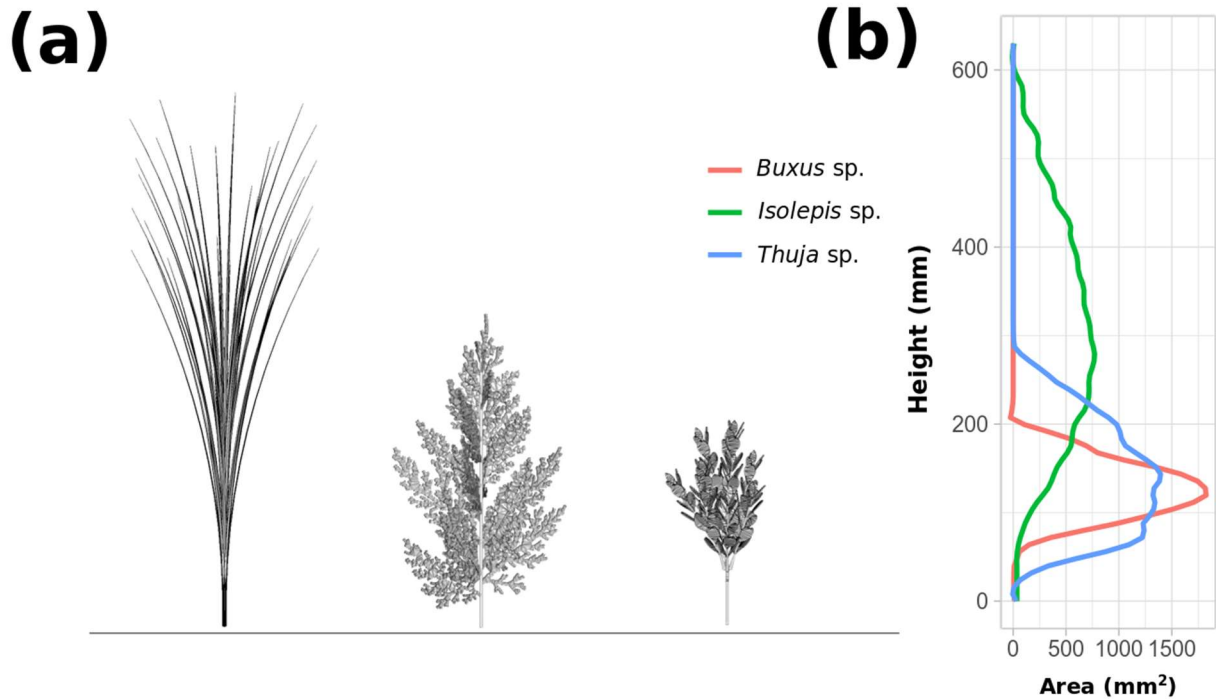 (a)
(b)
Buxus sp.
Isolepis sp.
Thuja sp.
Height (mm)
600
400
200
0
0 500 1000 1500
Area (mm²)